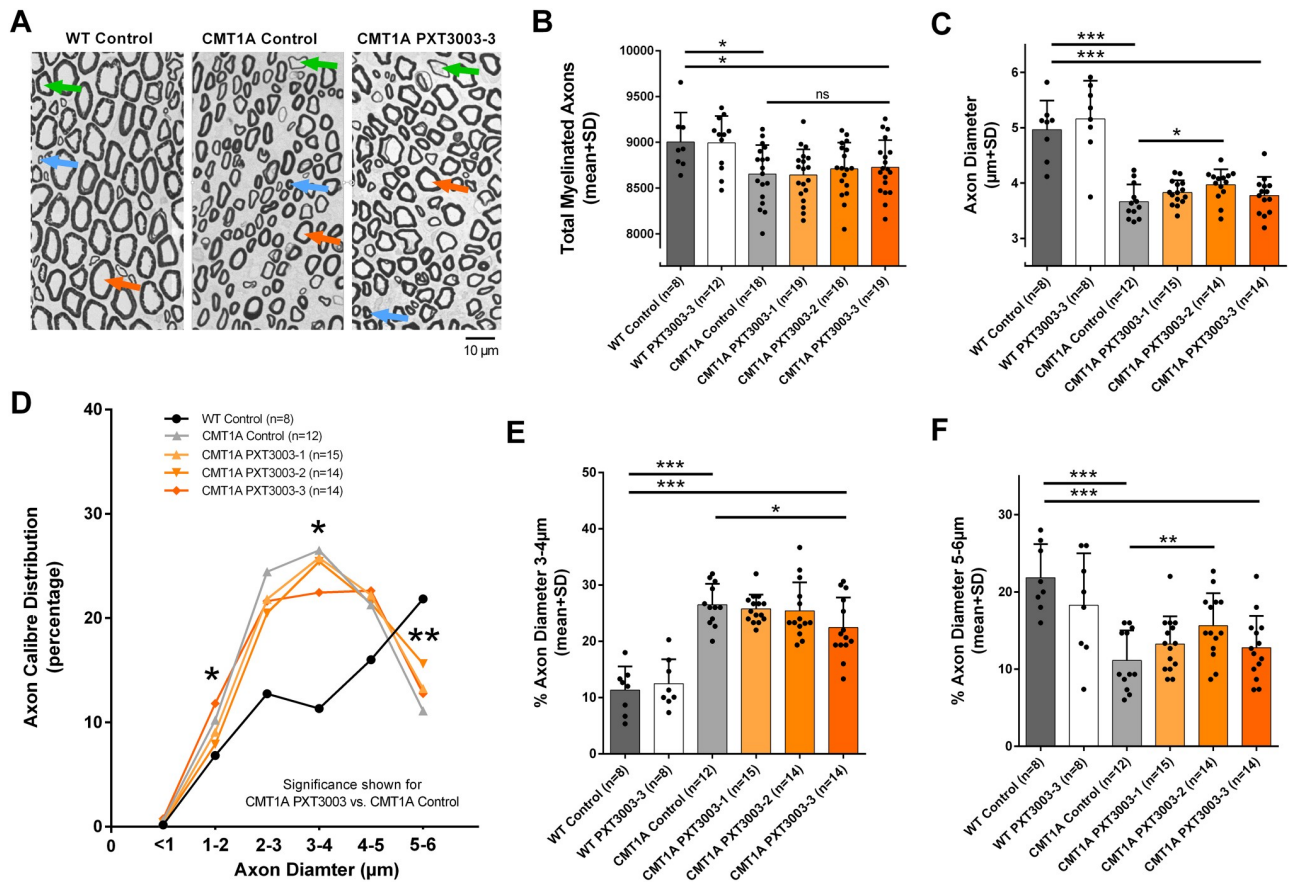 A
WT Control
CMT1A Control
CMT1A PXT3003-3
10 µm
B
Total Myelinated Axons
(mean+SD)
10000
9500
9000
8500
8000
*
*
ns
WT Control (n=8)
WT PXT3003-3 (n=12)
CMT1A Control (n=18)
CMT1A PXT3003-1 (n=19)
CMT1A PXT3003-2 (n=18)
CMT1A PXT3003-3 (n=19)
C
Axon Diameter
(µm+SD)
6
5
4
3
***
***
*
WT Control (n=8)
WT PXT3003-3 (n=8)
CMT1A Control (n=12)
CMT1A PXT3003-1 (n=15)
CMT1A PXT3003-2 (n=14)
CMT1A PXT3003-3 (n=14)
D
Axon Calibre Distribution
(percentage)
40
30
20
10
0
WT Control (n=8)
CMT1A Control (n=12)
CMT1A PXT3003-1 (n=15)
CMT1A PXT3003-2 (n=14)
CMT1A PXT3003-3 (n=14)
*
*
**
Significance shown for
CMT1A PXT3003 vs. CMT1A Control
0
<1
1-2
2-3
3-4
4-5
5-6
Axon Diamter (µm)
E
% Axon Diameter 3-4µm
(mean+SD)
50
40
30
20
10
0
***
***
*
WT Control (n=8)
WT PXT3003-3 (n=8)
CMT1A Control (n=12)
CMT1A PXT3003-1 (n=15)
CMT1A PXT3003-2 (n=14)
CMT1A PXT3003-3 (n=14)
F
% Axon Diameter 5-6µm
(mean+SD)
30
20
10
0
***
***
**
WT Control (n=8)
WT PXT3003-3 (n=8)
CMT1A Control (n=12)
CMT1A PXT3003-1 (n=15)
CMT1A PXT3003-2 (n=14)
CMT1A PXT3003-3 (n=14)